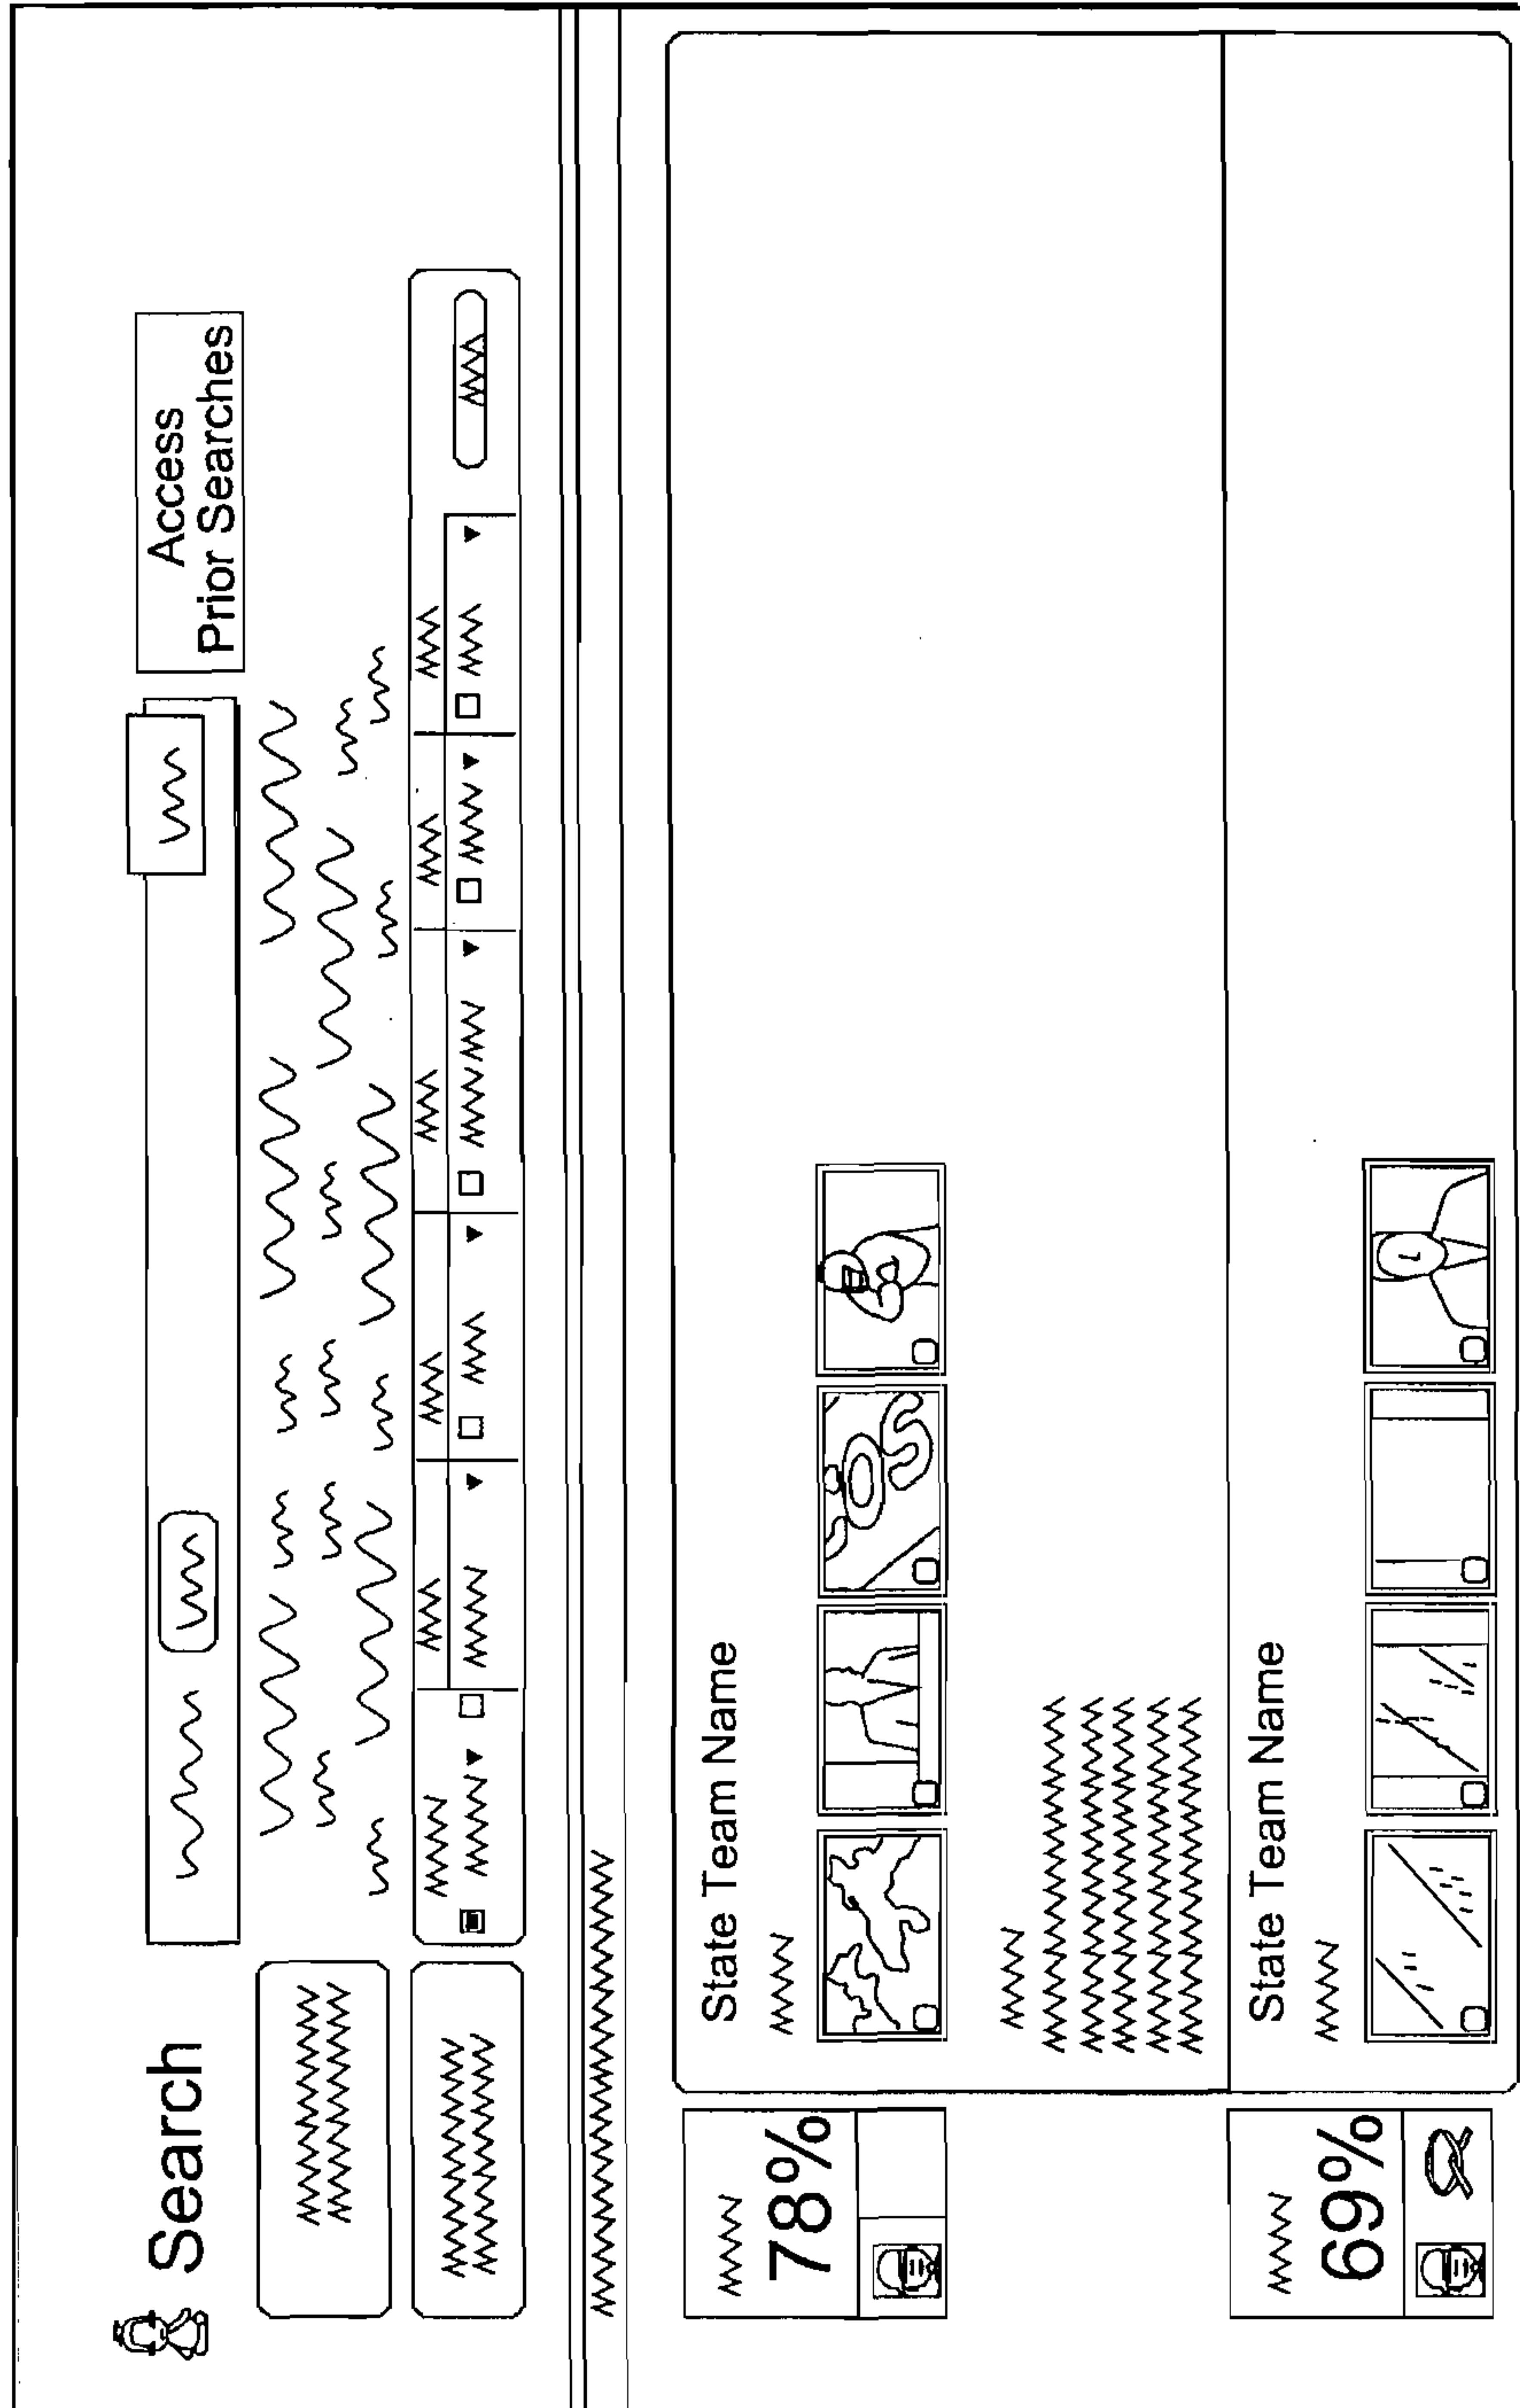 Search
Access
Prior Searches
State Team Name
78%
State Team Name
69%